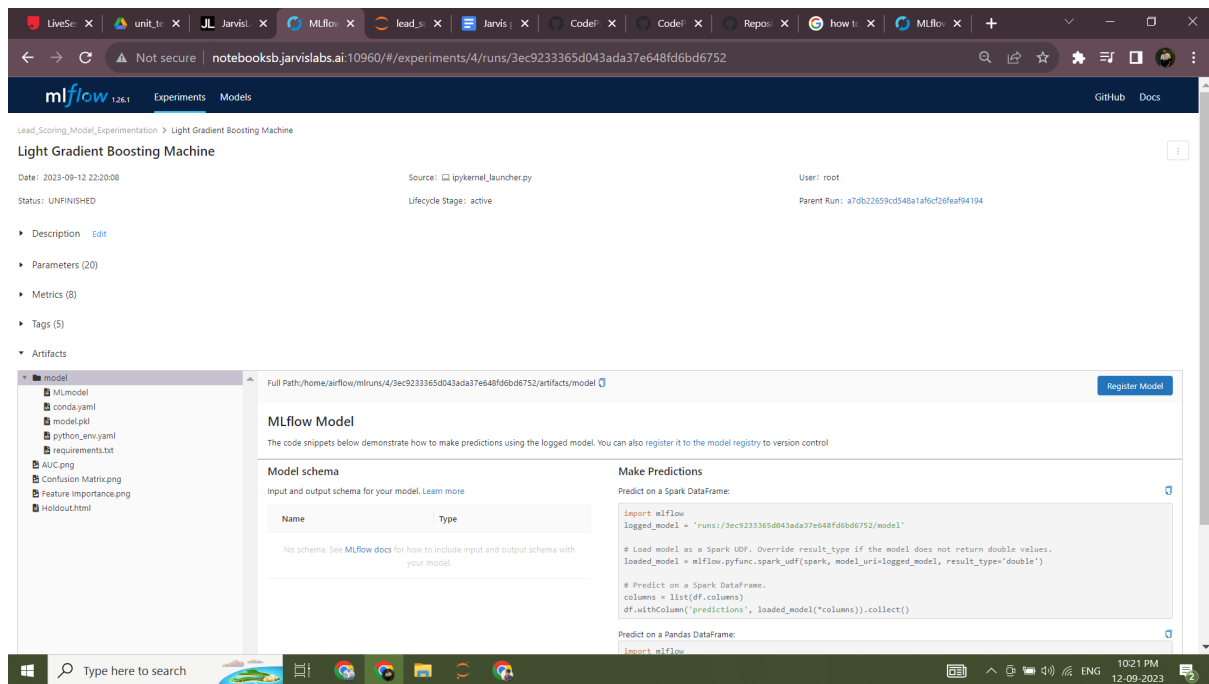 LiveSe
unit_te
JL JarvisL
MLflow
lead_sc
Jarvis p
CodeP
CodeP
Reposi
how to
MLflow
Not secure notebooksb.jarvislabs.ai:10960/#/experiments/4/runs/3ec9233365d043ada37e648fd6bd6752
mlflow 1.26.1 Experiments Models GitHub Docs
Lead_Scoring_Model_Experimentation > Light Gradient Boosting Machine
Light Gradient Boosting Machine
Date: 2023-09-12 22:20:08 Source: ipykernel_launcher.py User: root
Status: UNFINISHED Lifecycle Stage: active Parent Run: a7db22659cd548a1af6cf26feaf94194
Description Edit
Parameters (20)
Metrics (8)
Tags (5)
Artifacts
model
MLmodel
conda.yaml
model.pkl
python_env.yaml
requirements.txt
AUC.png
Confusion Matrix.png
Feature Importance.png
Holdout.html
Full Path:/home/airflow/mlruns/4/3ec9233365d043ada37e648fd6bd6752/artifacts/model
Register Model
MLflow Model
The code snippets below demonstrate how to make predictions using the logged model. You can also register it to the model registry to version control
Model schema
Input and output schema for your model. Learn more
Name Type
No schema. See MLflow docs for how to include input and output schema with
your model.
Make Predictions
Predict on a Spark DataFrame:
import mlflow
logged_model = 'runs:/3ec9233365d043ada37e648fd6bd6752/model'
# Load model as a Spark UDF. Override result_type if the model does not return double values.
loaded_model = mlflow.pyfunc.spark_udf(spark, model_uri=logged_model, result_type='double')
# Predict on a Spark DataFrame.
columns = list(df.columns)
df.withColumn('predictions', loaded_model(*columns)).collect()
Predict on a Pandas DataFrame:
import mlflow
Type here to search
ENG
10:21 PM
12-09-2023
2